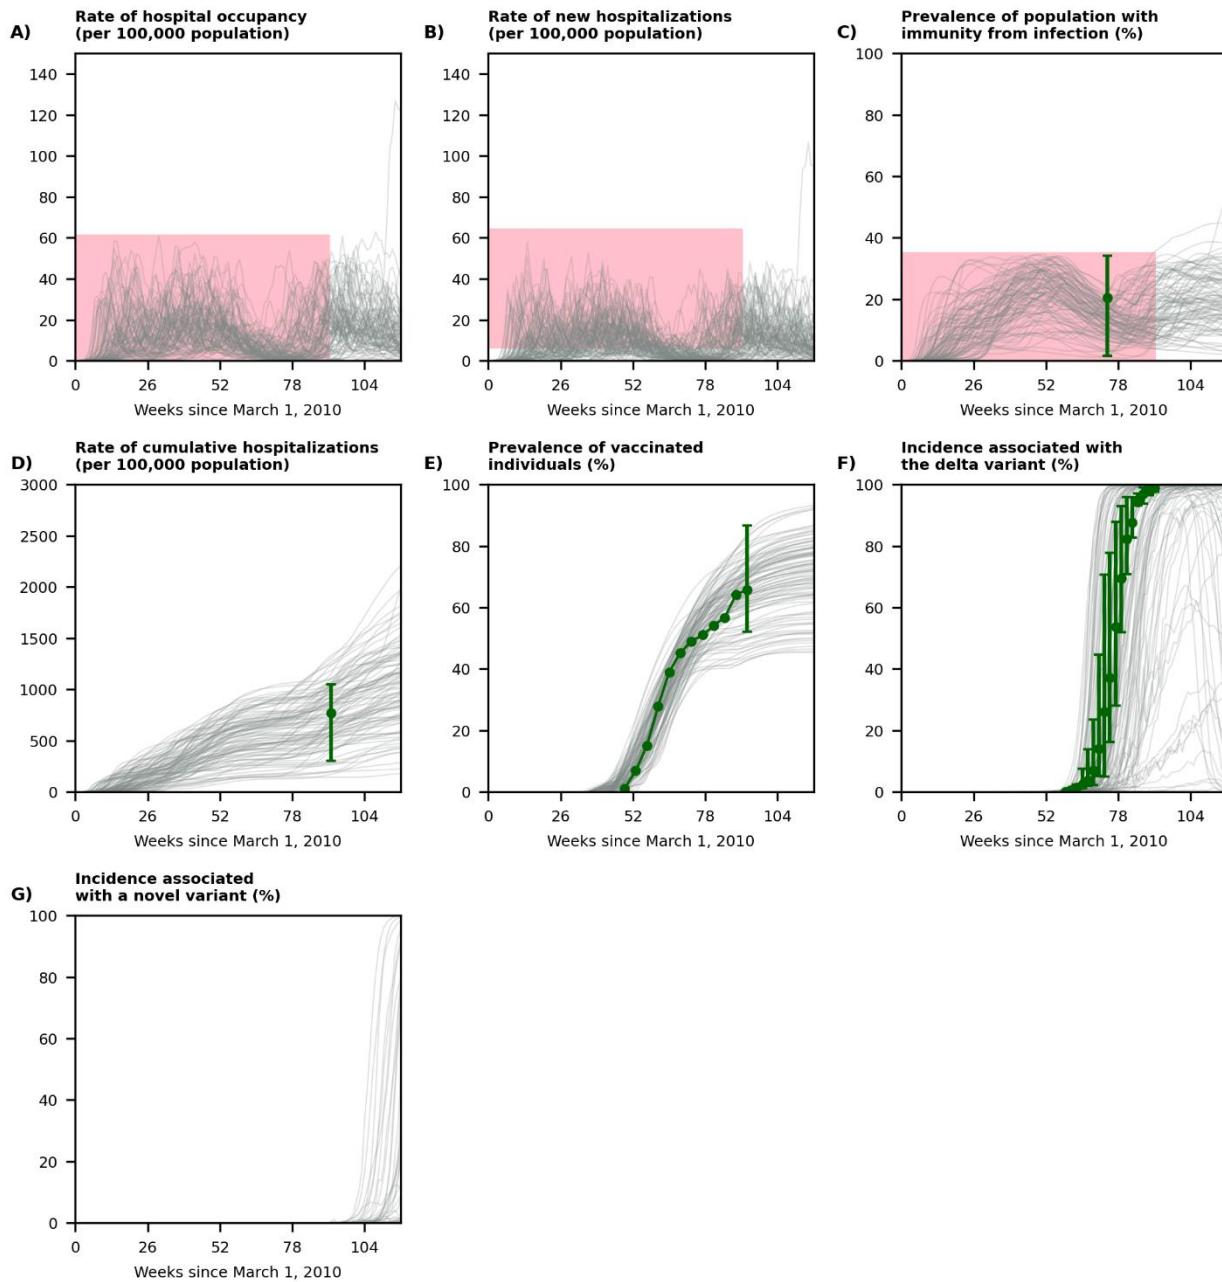 A)
Rate of hospital occupancy
(per 100,000 population)
140
120
100
80
60
40
20
0
0 26 52 78 104
Weeks since March 1, 2010
B)
Rate of new hospitalizations
(per 100,000 population)
140
120
100
80
60
40
20
0
0 26 52 78 104
Weeks since March 1, 2010
C)
Prevalence of population with
immunity from infection (%)
100
80
60
40
20
0
0 26 52 78 104
Weeks since March 1, 2010
D)
Rate of cumulative hospitalizations
(per 100,000 population)
3000
2500
2000
1500
1000
500
0
0 26 52 78 104
Weeks since March 1, 2010
E)
Prevalence of vaccinated
individuals (%)
100
80
60
40
20
0
0 26 52 78 104
Weeks since March 1, 2010
F)
Incidence associated with
the delta variant (%)
100
80
60
40
20
0
0 26 52 78 104
Weeks since March 1, 2010
G)
Incidence associated
with a novel variant (%)
100
80
60
40
20
0
0 26 52 78 104
Weeks since March 1, 2010